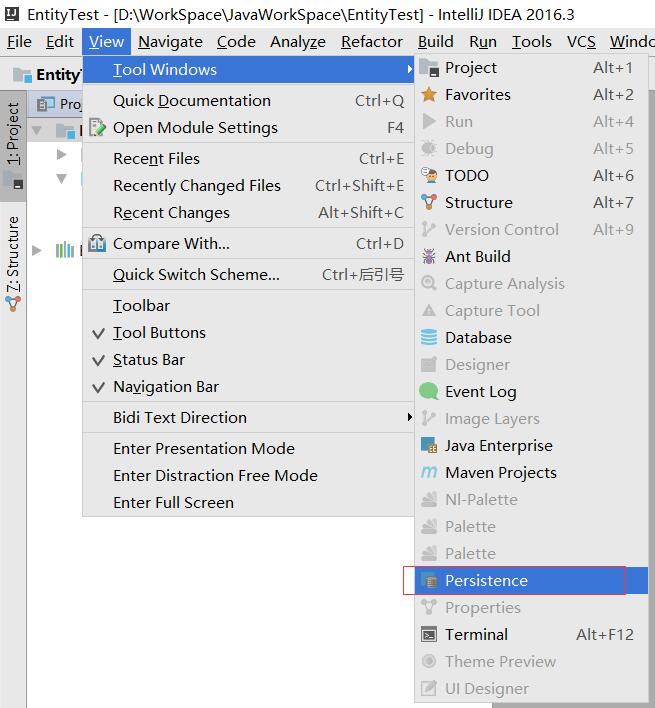 EntityTest - [D:\WorkSpace\JavaWorkSpace\EntityTest] - IntelliJ IDEA 2016.3
File Edit View Navigate Code Analyze Refactor Build Run Tools VCS
1: Project
Z: Structure
Tool Windows
Quick Documentation Ctrl+Q
Open Module Settings F4
Recent Files Ctrl+E
Recently Changed Files Ctrl+Shift+E
Recent Changes Alt+Shift+C
Compare With... Ctrl+D
Quick Switch Scheme... Ctrl+后引号
Toolbar
Tool Buttons
Status Bar
Navigation Bar
Bidi Text Direction
Enter Presentation Mode
Enter Distraction Free Mode
Enter Full Screen
Project Alt+1
Favorites Alt+2
Run Alt+4
Debug Alt+5
TODO Alt+6
Structure Alt+7
Version Control Alt+9
Ant Build
Capture Analysis
Capture Tool
Database
Designer
Event Log
Image Layers
Java Enterprise
Maven Projects
Nl-Palette
Palette
Palette
Persistence
Properties
Terminal Alt+F12
Theme Preview
UI Designer